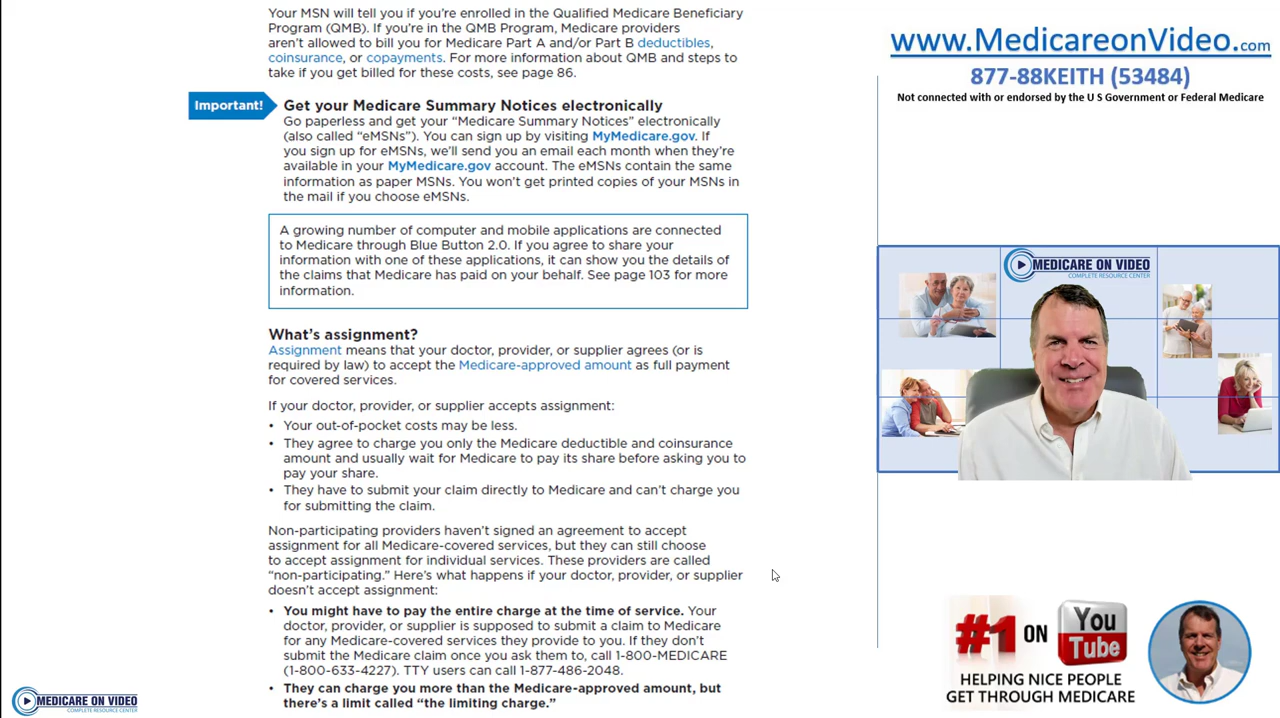 Your MSN will tell you if you're enrolled in the Qualified Medicare Beneficiary
Program (QMB). If you're in the QMB Program, Medicare providers
aren't allowed to bill you for Medicare Part A and/or Part B deductibles,
coinsurance, or copayments. For more information about QMB and steps to
take if you get billed for these costs, see page 86.
Important!
Get your Medicare Summary Notices electronically
Go paperless and get your “Medicare Summary Notices” electronically
(also called “eMSNs”). You can sign up by visiting MyMedicare.gov. If
you sign up for eMSNs, we'll send you an email each month when they're
available in your MyMedicare.gov account. The eMSNs contain the same
information as paper MSNs. You won't get printed copies of your MSNs in
the mail if you choose eMSNs.
A growing number of computer and mobile applications are connected
to Medicare through Blue Button 2.0. If you agree to share your
information with one of these applications, it can show you the details of
the claims that Medicare has paid on your behalf. See page 103 for more
information.
What's assignment?
Assignment means that your doctor, provider, or supplier agrees (or is
required by law) to accept the Medicare-approved amount as full payment
for covered services.
If your doctor, provider, or supplier accepts assignment:
• Your out-of-pocket costs may be less.
• They agree to charge you only the Medicare deductible and coinsurance
amount and usually wait for Medicare to pay its share before asking you to
pay your share.
• They have to submit your claim directly to Medicare and can't charge you
for submitting the claim.
Non-participating providers haven't signed an agreement to accept
assignment for all Medicare-covered services, but they can still choose
to accept assignment for individual services. These providers are called
“non-participating.” Here's what happens if your doctor, provider, or supplier
doesn't accept assignment:
• You might have to pay the entire charge at the time of service. Your
doctor, provider, or supplier is supposed to submit a claim to Medicare
for any Medicare-covered services they provide to you. If they don't
submit the Medicare claim once you ask them to, call 1-800-MEDICARE
(1-800-633-4227). TTY users can call 1-877-486-2048.
• They can charge you more than the Medicare-approved amount, but
there's a limit called “the limiting charge.”
MEDICARE ON VIDEO
COMPLETE RESOURCE CENTER
www.MedicareonVideo.com
877-88KEITH (53484)
Not connected with or endorsed by the U S Government or Federal Medicare
MEDICARE ON VIDEO
COMPLETE RESOURCE CENTER
#1 ON You Tube
HELPING NICE PEOPLE
GET THROUGH MEDICARE